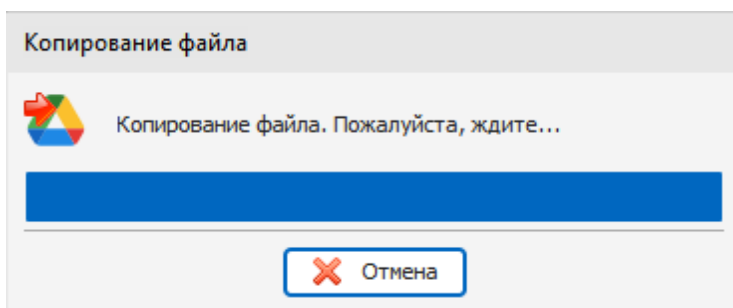 Копирование файла
Копирование файла. Пожалуйста, ждите...
Отмена